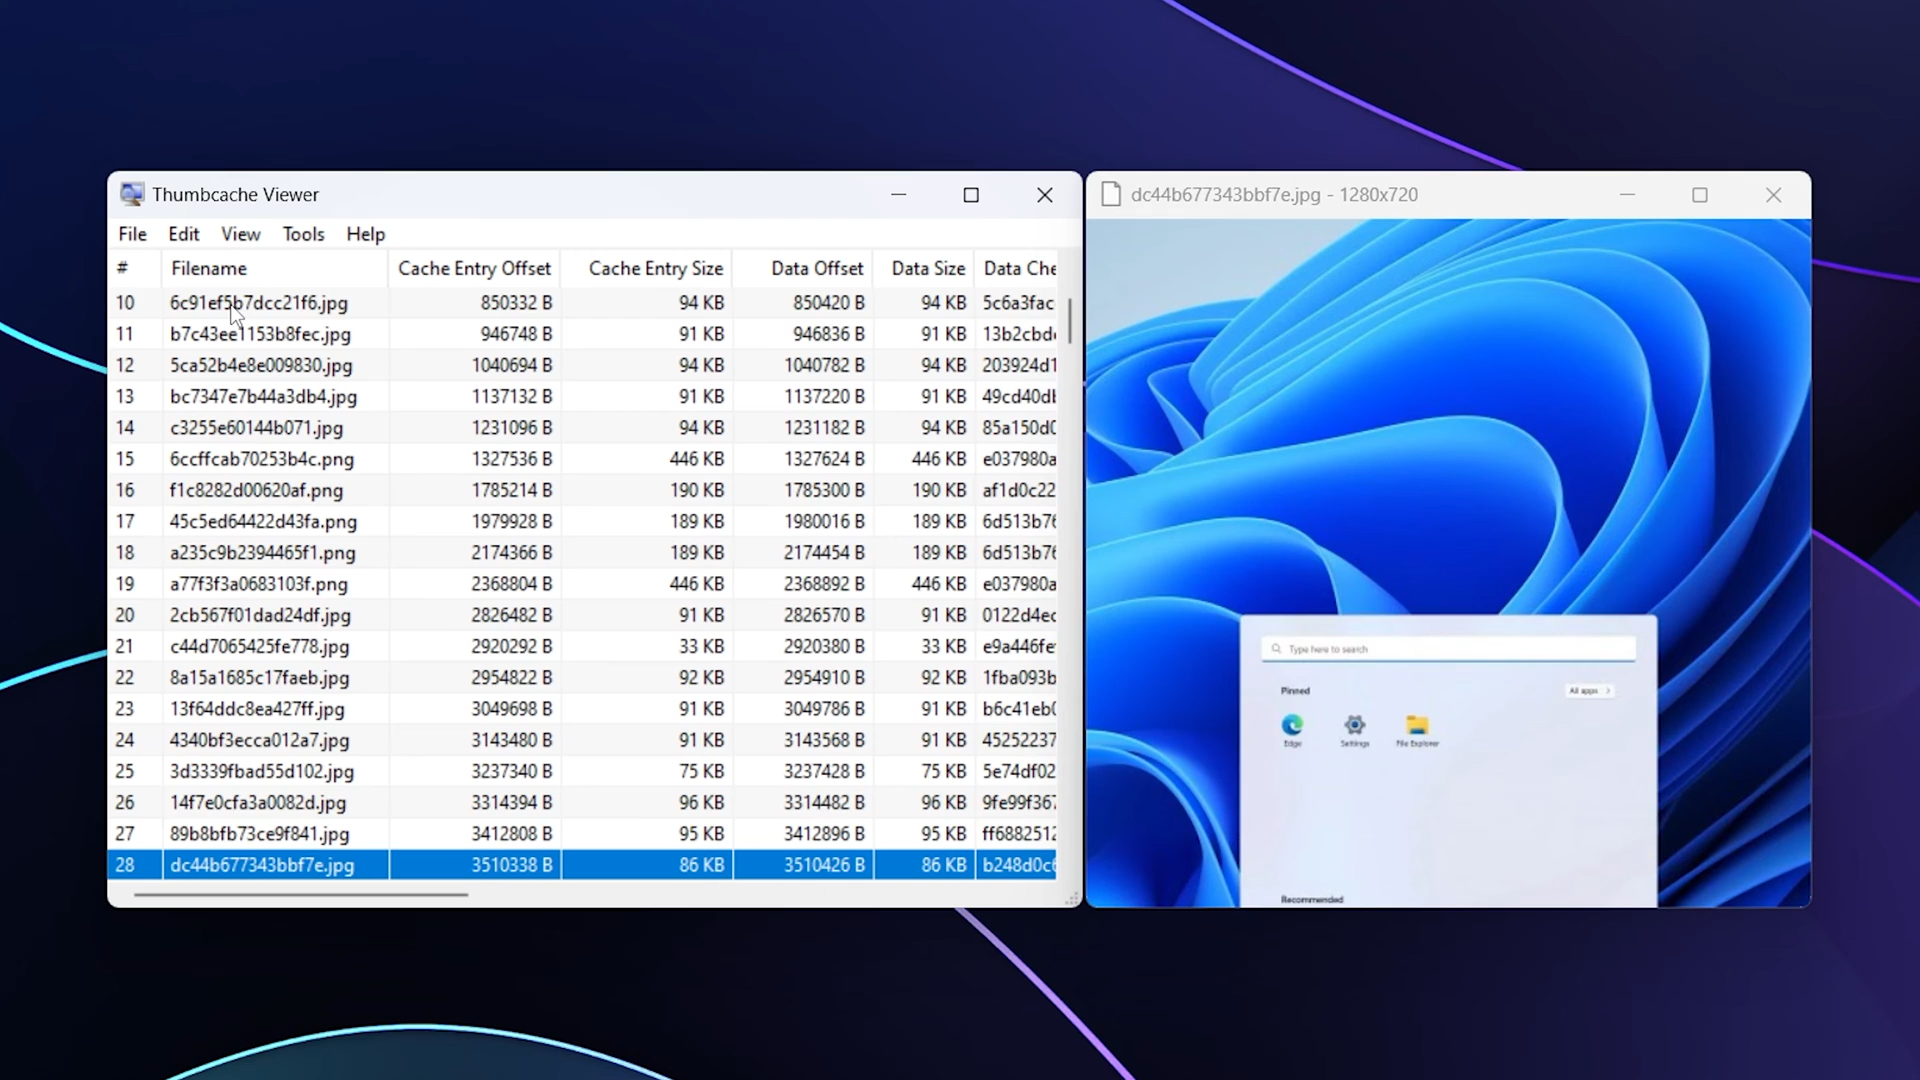 Thumbcache Viewer
File Edit View Tools Help
# Filename Cache Entry Offset Cache Entry Size Data Offset Data Size Data Che
10 6c91ef5b7dcc21f6.jpg 850332 B 94 KB 850420 B 94 KB 5c6a3fac
11 b7c43ee1153b8fec.jpg 946748 B 91 KB 946836 B 91 KB 13b2cbd
12 5ca52b4e8e009830.jpg 1040694 B 94 KB 1040782 B 94 KB 203924d1
13 bc7347e7b44a3db4.jpg 1137132 B 91 KB 1137220 B 91 KB 49cd40d
14 c3255e60144b071.jpg 1231096 B 94 KB 1231182 B 94 KB 85a150d0
15 6ccffcab70253b4c.png 1327536 B 446 KB 1327624 B 446 KB e037980a
16 f1c8282d00620af.png 1785214 B 190 KB 1785300 B 190 KB af1d0c22
17 45c5ed64422d43fa.png 1979928 B 189 KB 1980016 B 189 KB 6d513b76
18 a235c9b2394465f1.png 2174366 B 189 KB 2174454 B 189 KB 6d513b76
19 a77f3f3a0683103f.png 2368804 B 446 KB 2368892 B 446 KB e037980a
20 2cb567f01dad24df.jpg 2826482 B 91 KB 2826570 B 91 KB 0122d4ec
21 c44d7065425fe778.jpg 2920292 B 33 KB 2920380 B 33 KB e9a446fe
22 8a15a1685c17faeb.jpg 2954822 B 92 KB 2954910 B 92 KB 1fba093b
23 13f64ddc8ea427ff.jpg 3049698 B 91 KB 3049786 B 91 KB b6c41eb0
24 4340bf3ecca012a7.jpg 3143480 B 91 KB 3143568 B 91 KB 45252237
25 3d3339fbad55d102.jpg 3237340 B 75 KB 3237428 B 75 KB 5e74df02
26 14f7e0cfa3a0082d.jpg 3314394 B 96 KB 3314482 B 96 KB 9fe99f367
27 89b8bfb73ce9f841.jpg 3412808 B 95 KB 3412896 B 95 KB ff6882512
28 dc44b677343bbf7e.jpg 3510338 B 86 KB 3510426 B 86 KB b248d0c6
dc44b677343bbf7e.jpg - 1280x720
Type here to search
Pinned All apps >
Edge Settings File Explorer
Recommended